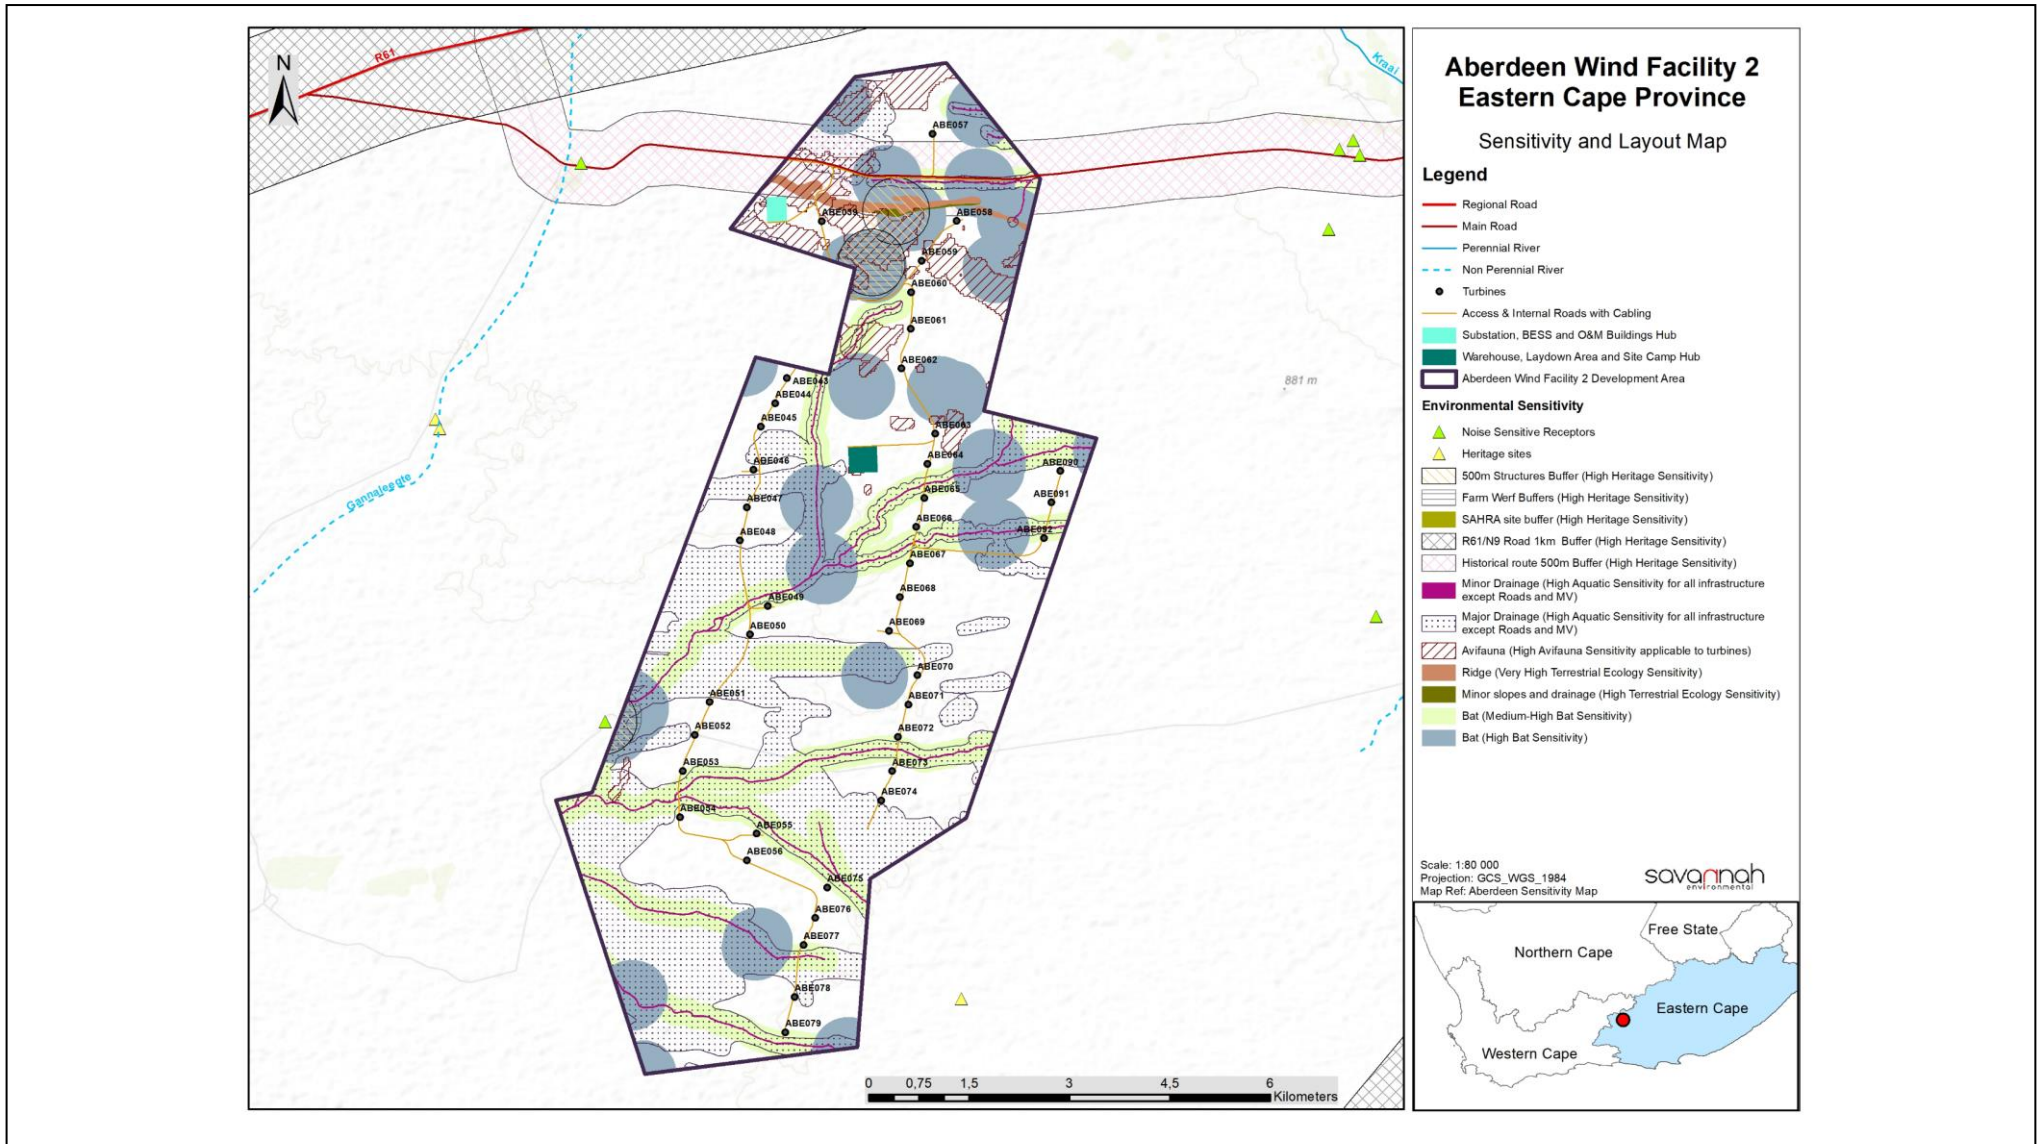 N
R61
Kraai
ABE057
ABE039
ABE058
ABE059
ABE060
ABE061
ABE062
ABE043
ABE044
ABE045
ABE063
ABE046
ABE064
ABE090
ABE047
ABE065
ABE091
ABE048
ABE066
ABE092
ABE067
ABE049
ABE068
ABE050
ABE069
ABE070
ABE051
ABE071
ABE052
ABE072
ABE053
ABE073
ABE054
ABE074
ABE055
ABE056
ABE075
ABE076
ABE077
ABE078
ABE079
881 m
Gannaleegte
0 0,75 1,5 3 4,5 6
Kilometers
Aberdeen Wind Facility 2
Eastern Cape Province
Sensitivity and Layout Map
Legend
Regional Road
Main Road
Perennial River
Non Perennial River
Turbines
Access & Internal Roads with Cabling
Substation, BESS and O&M Buildings Hub
Warehouse, Laydown Area and Site Camp Hub
Aberdeen Wind Facility 2 Development Area
Environmental Sensitivity
Noise Sensitive Receptors
Heritage sites
500m Structures Buffer (High Heritage Sensitivity)
Farm Werf Buffers (High Heritage Sensitivity)
SAHRA site buffer (High Heritage Sensitivity)
R61/N9 Road 1km Buffer (High Heritage Sensitivity)
Historical route 500m Buffer (High Heritage Sensitivity)
Minor Drainage (High Aquatic Sensitivity for all infrastructure
except Roads and MV)
Major Drainage (High Aquatic Sensitivity for all infrastructure
except Roads and MV)
Avifauna (High Avifauna Sensitivity applicable to turbines)
Ridge (Very High Terrestrial Ecology Sensitivity)
Minor slopes and drainage (High Terrestrial Ecology Sensitivity)
Bat (Medium-High Bat Sensitivity)
Bat (High Bat Sensitivity)
Scale: 1:80 000
Projection: GCS_WGS_1984
Map Ref: Aberdeen Sensitivity Map
savannah
environmental
Free State
Northern Cape
Eastern Cape
Western Cape